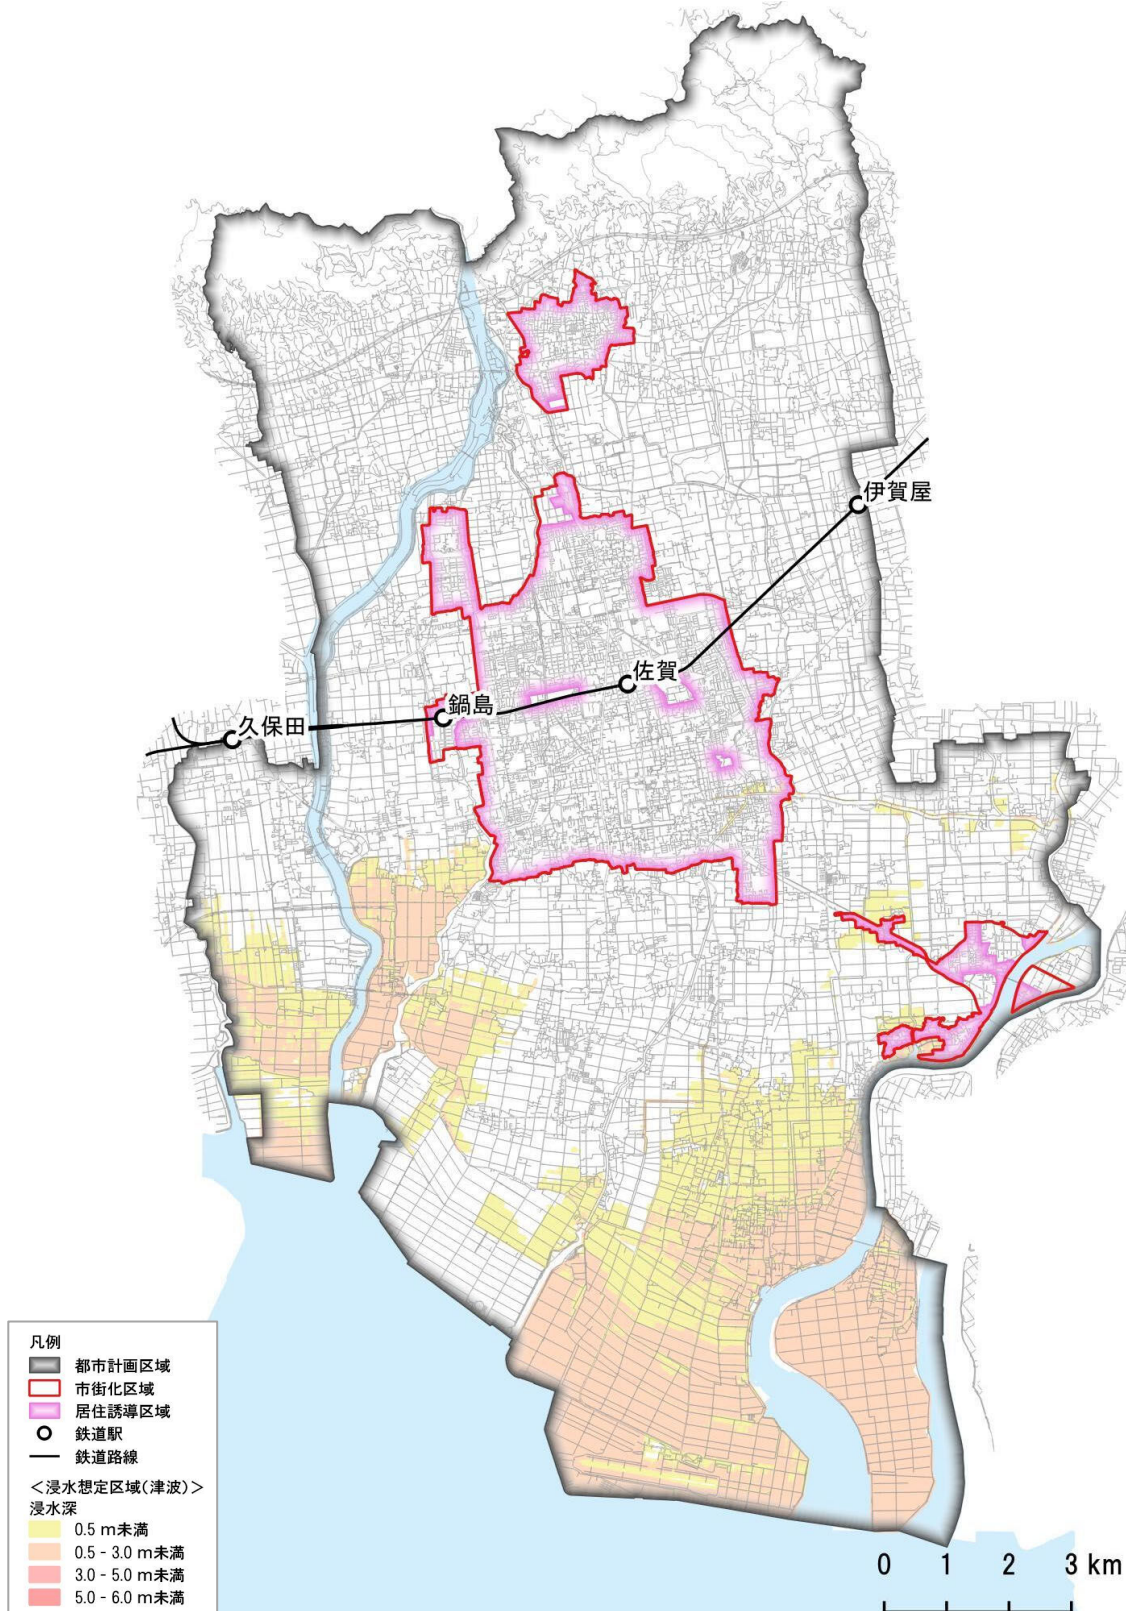 伊賀屋
佐賀
鍋島
久保田
凡例
都市計画区域
市街化区域
居住誘導区域
鉄道駅
鉄道路線
＜浸水想定区域(津波)＞
浸水深
0.5 m未満
0.5 - 3.0 m未満
3.0 - 5.0 m未満
5.0 - 6.0 m未満
0 1 2 3 km